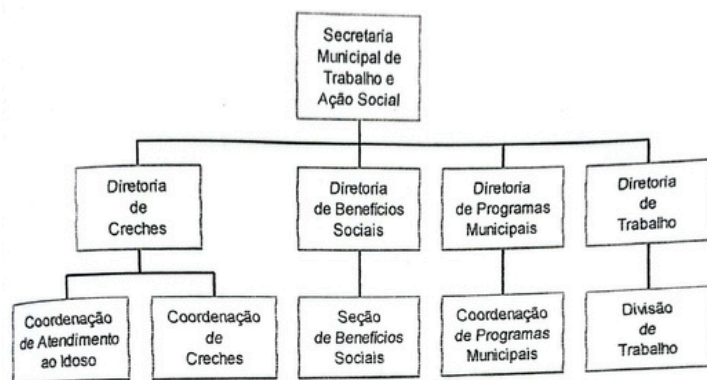 Secretaria
Municipal de
Trabalho e
Ação Social
Diretoria
de
Creches
Diretoria
de Benefícios
Sociais
Diretoria
de Programas
Municipais
Diretoria
de
Trabalho
Coordenação
de Atendimento
ao Idoso
Coordenação
de
Creches
Seção
de Benefícios
Sociais
Coordenação
de Programas
Municipais
Divisão
de
Trabalho